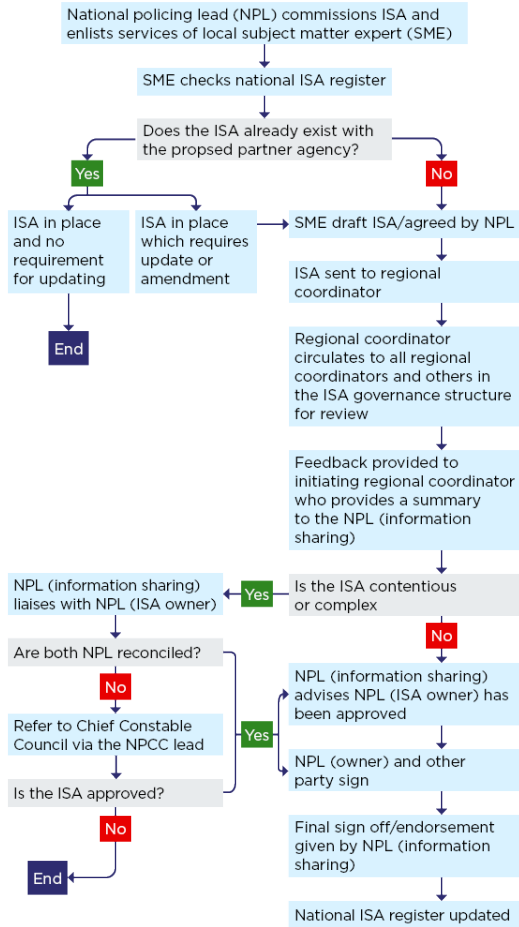 National policing lead (NPL) commissions ISA and
enlists services of local subject matter expert (SME)
SME checks national ISA register
Does the ISA already exist with
the propsed partner agency?
Yes
No
ISA in place
and no
requirement
for updating
ISA in place
which requires
update or
amendment
SME draft ISA/agreed by NPL
End
ISA sent to regional
coordinator
Regional coordinator
circulates to all regional
coordinators and others in
the ISA governance structure
for review
Feedback provided to
initiating regional coordinator
who provides a summary
to the NPL (information
sharing)
Is the ISA contentious
or complex
Yes
No
NPL (information sharing)
liaises with NPL (ISA owner)
Are both NPL reconciled?
No
Refer to Chief Constable
Council via the NPCC lead
Is the ISA approved?
No
End
Yes
NPL (information sharing)
advises NPL (ISA owner) has
been approved
NPL (owner) and other
party sign
Final sign off/endorsement
given by NPL (information
sharing)
National ISA register updated